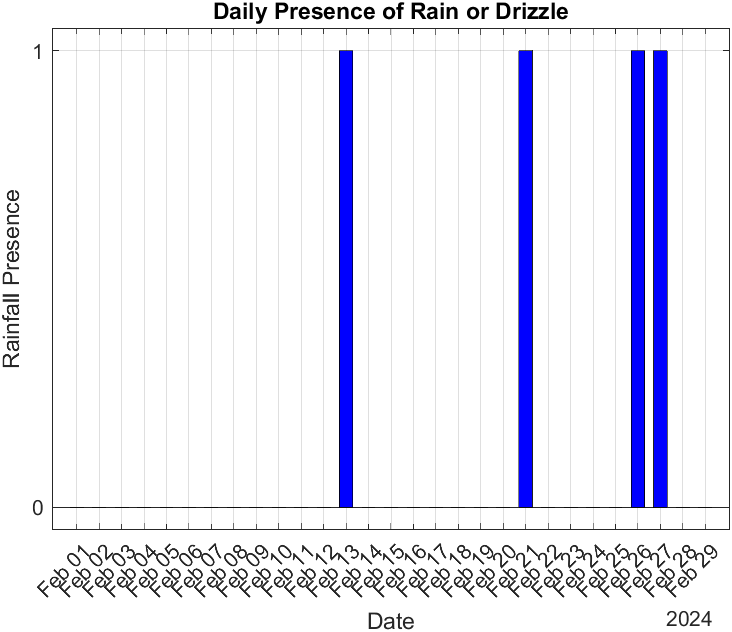 Daily Presence of Rain or Drizzle
1
Rainfall Presence
0
Feb 01
Feb 02
Feb 03
Feb 04
Feb 05
Feb 06
Feb 07
Feb 08
Feb 09
Feb 10
Feb 11
Feb 12
Feb 13
Feb 14
Feb 15
Feb 16
Feb 17
Feb 18
Feb 19
Feb 20
Feb 21
Feb 22
Feb 23
Feb 24
Feb 25
Feb 26
Feb 27
Feb 28
Feb 29
Date
2024